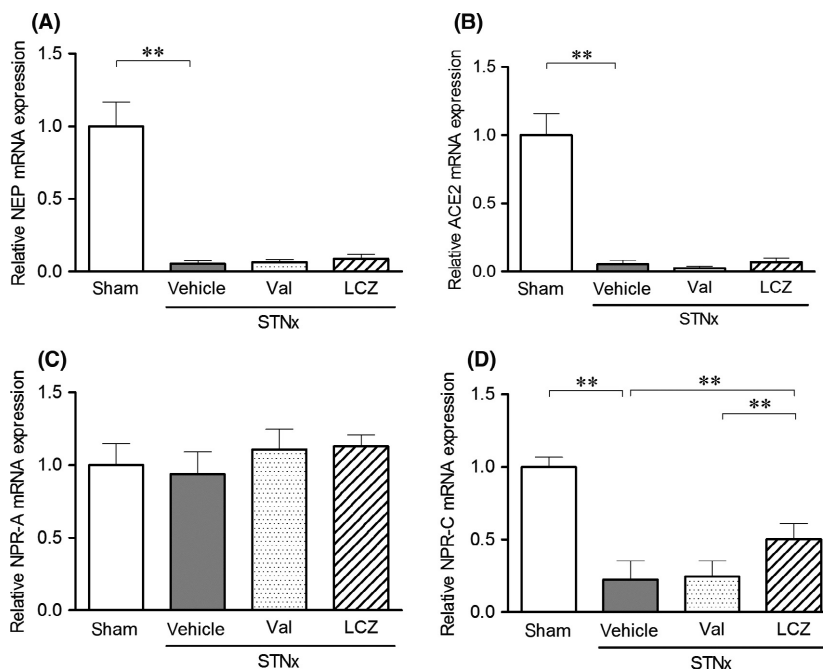 (A)
Relative NEP mRNA expression
1.5
1.0
0.5
0.0
**
Sham Vehicle Val LCZ
STNx
(B)
Relative ACE2 mRNA expression
1.5
1.0
0.5
0.0
**
Sham Vehicle Val LCZ
STNx
(C)
Relative NPR-A mRNA expression
1.5
1.0
0.5
0.0
Sham Vehicle Val LCZ
STNx
(D)
Relative NPR-C mRNA expression
1.5
1.0
0.5
0.0
** **
**
Sham Vehicle Val LCZ
STNx